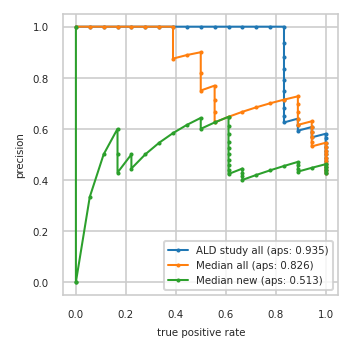 1.0
0.8
0.6
0.4
0.2
0.0
precision
0.0 0.2 0.4 0.6 0.8 1.0
true positive rate
ALD study all (aps: 0.935)
Median all (aps: 0.826)
Median new (aps: 0.513)